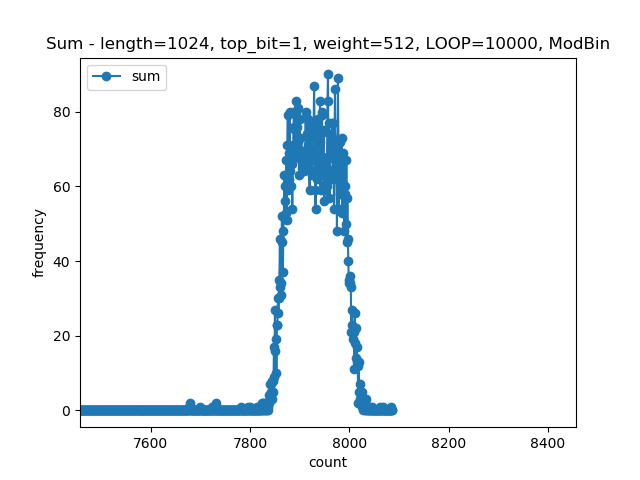 Sum - length=1024, top_bit=1, weight=512, LOOP=10000, ModBin
sum
frequency
80
60
40
20
0
7600 7800 8000 8200 8400
count